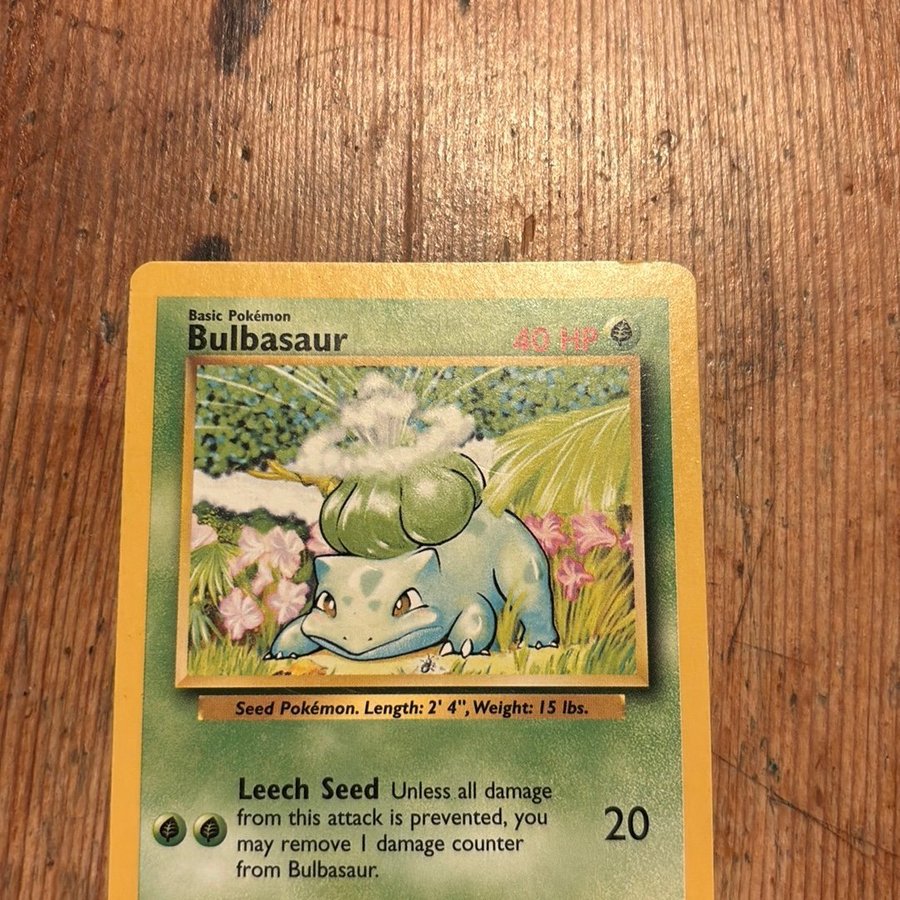 Basic Pokémon
Bulbasaur
40 HP
Seed Pokémon. Length: 2' 4", Weight: 15 lbs.
Leech Seed Unless all damage
from this attack is prevented, you
may remove 1 damage counter
from Bulbasaur.
20